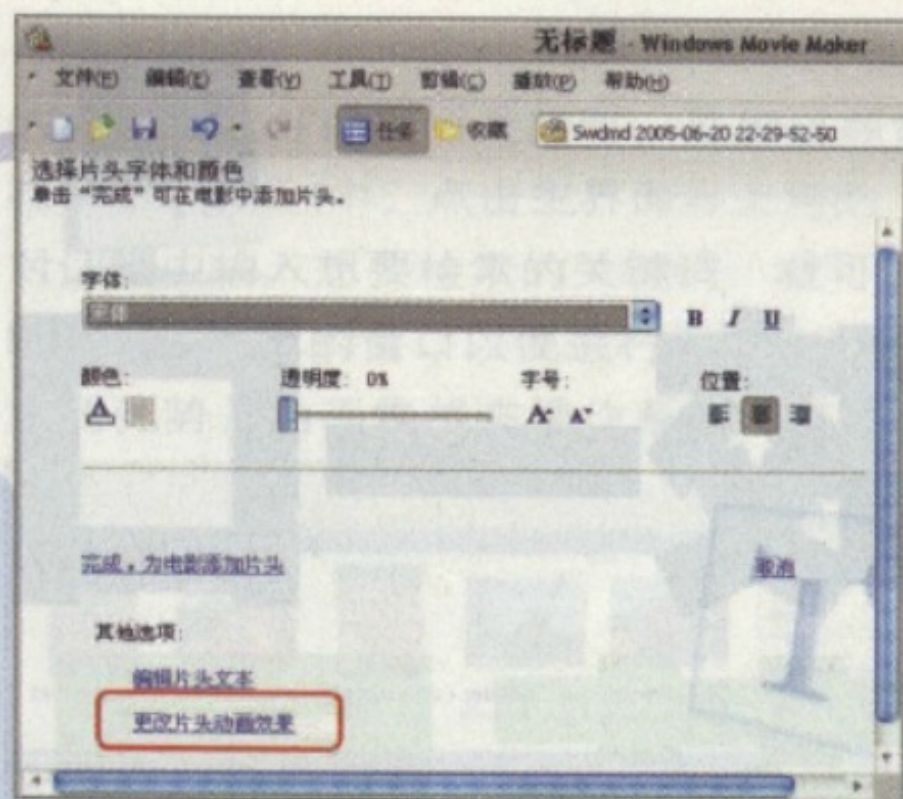 无标题 - Windows Movie Maker
文件(F) 编辑(E) 查看(V) 工具(T) 剪辑(C) 播放(P) 帮助(H)
任务 收藏 Swdmd 2005-06-20 22-29-52-50
选择片头字体和颜色
单击“完成”可在电影中添加片头。
字体:
宋体
B I U
颜色: 透明度: 0% 字号: 位置:
完成，为电影添加片头 取消
其他选项:
编辑片头文本
更改片头动画效果